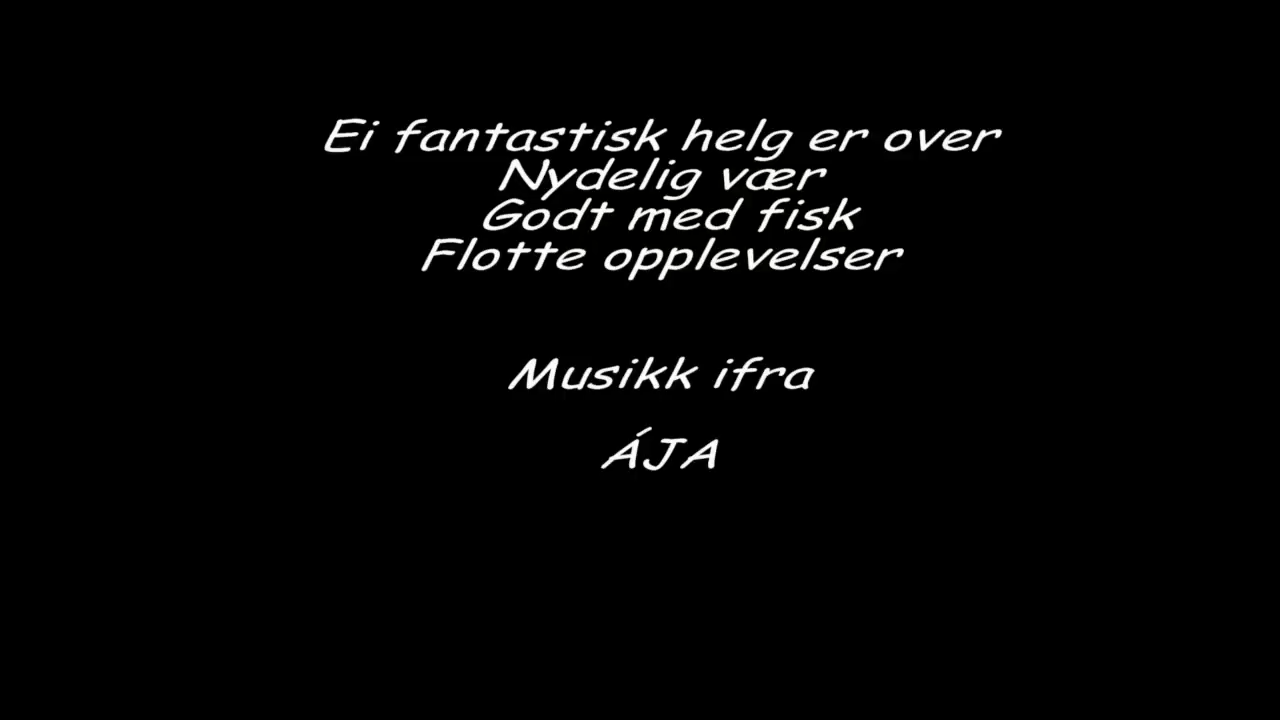 Ei fantastisk helg er over
Nydelig vær
Godt med fisk
Flotte opplevelser
Musikk ifra
ÁJA